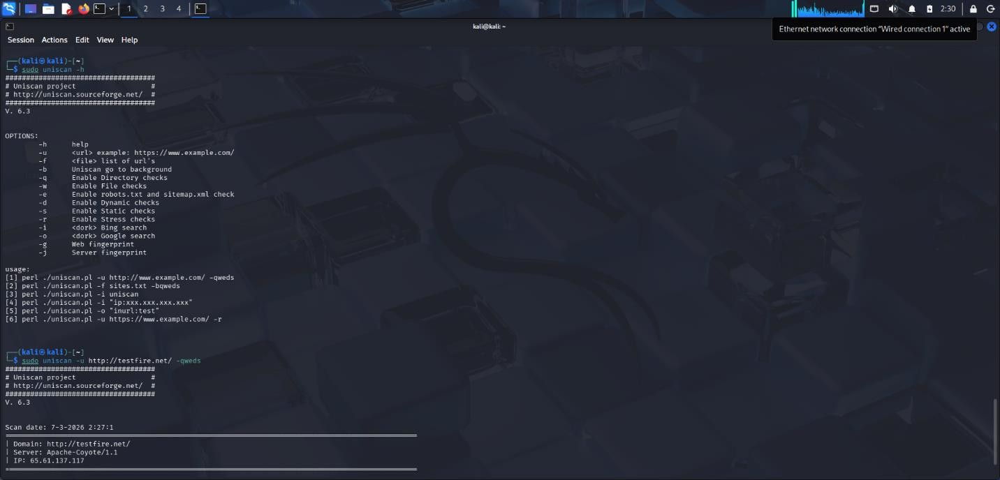 1 2 3 4 2:30
kali@kali: ~
Ethernet network connection “Wired connection 1” active
Session Actions Edit View Help
┌──(kali㉿kali)-[~]
└─$ sudo uniscan -h
####################################
# Uniscan project                  #
# http://uniscan.sourceforge.net/  #
####################################
V. 6.3
OPTIONS:
-h help
-u <url> example: https://www.example.com/
-f <file> list of url's
-b Uniscan go to background
-q Enable Directory checks
-w Enable File checks
-e Enable robots.txt and sitemap.xml check
-d Enable Dynamic checks
-s Enable Static checks
-r Enable Stress checks
-i <dork> Bing search
-o <dork> Google search
-g Web fingerprint
-j Server fingerprint
usage:
[1] perl ./uniscan.pl -u http://www.example.com/ -qweds
[2] perl ./uniscan.pl -f sites.txt -bqweds
[3] perl ./uniscan.pl -i uniscan
[4] perl ./uniscan.pl -i "ip:xxx.xxx.xxx.xxx"
[5] perl ./uniscan.pl -o "inurl:test"
[6] perl ./uniscan.pl -u https://www.example.com/ -r
┌──(kali㉿kali)-[~]
└─$ sudo uniscan -u http://testfire.net/ -qweds
####################################
# Uniscan project                  #
# http://uniscan.sourceforge.net/  #
####################################
V. 6.3
Scan date: 7-3-2026 2:27:1
| Domain: http://testfire.net/
| Server: Apache-Coyote/1.1
| IP: 65.61.137.117